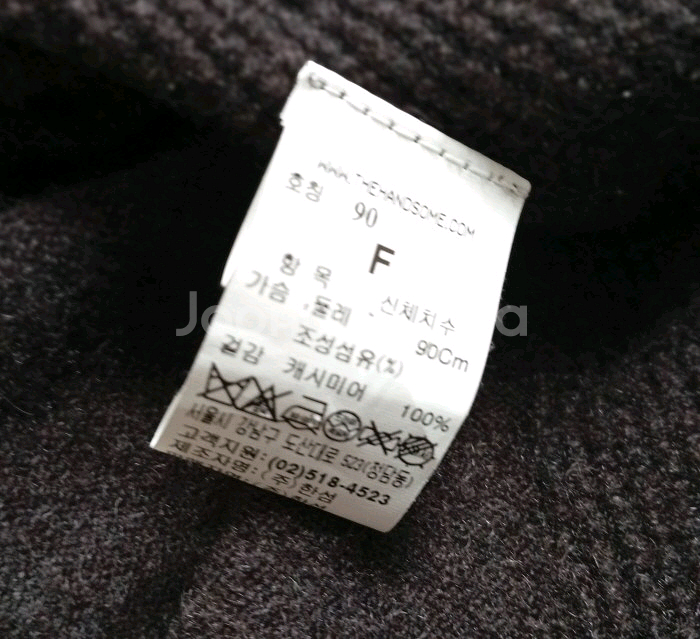 WWW.THEHANDSOME.COM
호칭 90
F
항 목 신체치수
가슴 둘레 90Cm
조성섬유(%)
겉감 캐시미어 100%
서울시 강남구 도산대로 523(청담동)
고객지원: (02)518-4523
제조자명: (주)한섬